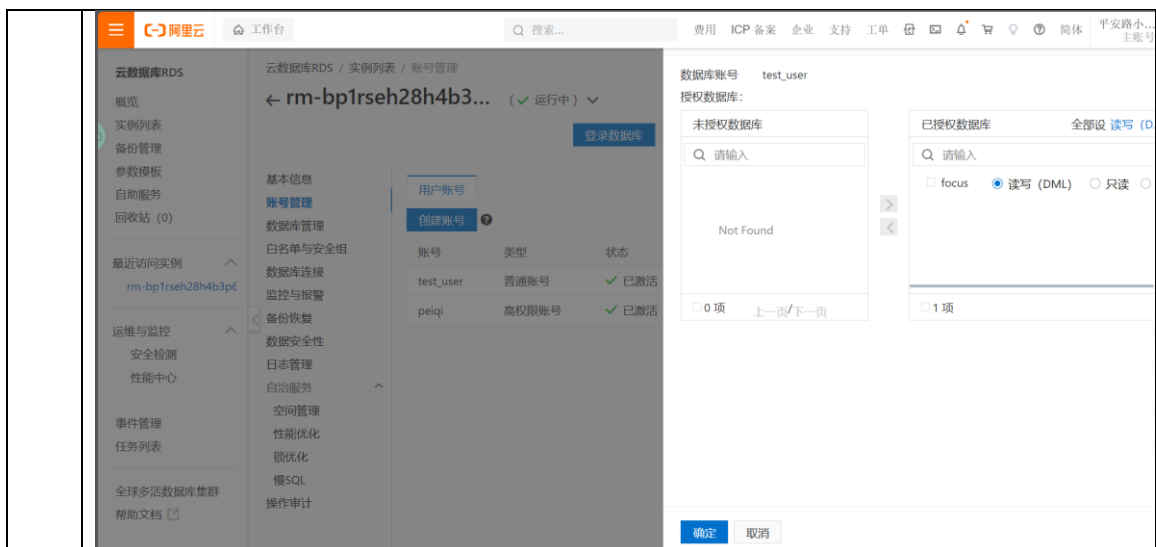 阿里云 工作台 搜索... 费用 ICP 备案 企业 支持 工单 简体 平安路小...
主账号
云数据库RDS
概览
实例列表
备份管理
参数模板
自助服务
回收站 (0)
最近访问实例
rm-bp1rseh28h4b3p6
运维与监控
安全检测
性能中心
事件管理
任务列表
全球多活数据库集群
帮助文档
云数据库RDS / 实例列表 / 账号管理
← rm-bp1rseh28h4b3... (✓ 运行中)
登录数据库
基本信息
账号管理
数据库管理
白名单与安全组
数据库连接
监控与报警
备份恢复
数据安全性
日志管理
自治服务
空间管理
性能优化
锁优化
慢SQL
操作审计
用户账号
创建账号
账号 类型 状态
test_user 普通账号 ✓ 已激活
peiqi 高权限账号 ✓ 已激活
数据库账号 test_user
授权数据库:
未授权数据库
请输入
Not Found
0 项 上一页/下一页
已授权数据库 全部设 读写 (D
请输入
focus 读写 (DML) 只读
1 项
确定 取消